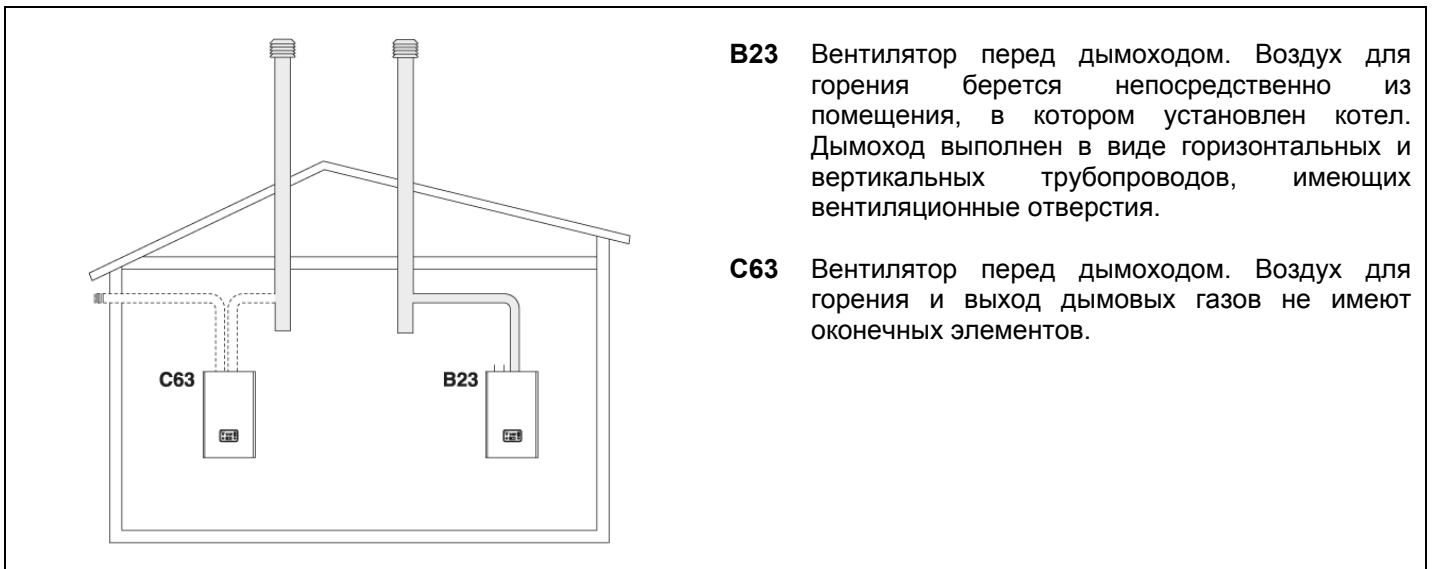 C63
B23
B23 Вентилятор перед дымоходом. Воздух для
горения берется непосредственно из
помещения, в котором установлен котел.
Дымоход выполнен в виде горизонтальных и
вертикальных трубопроводов, имеющих
вентиляционные отверстия.
C63 Вентилятор перед дымоходом. Воздух для
горения и выход дымовых газов не имеют
оконечных элементов.